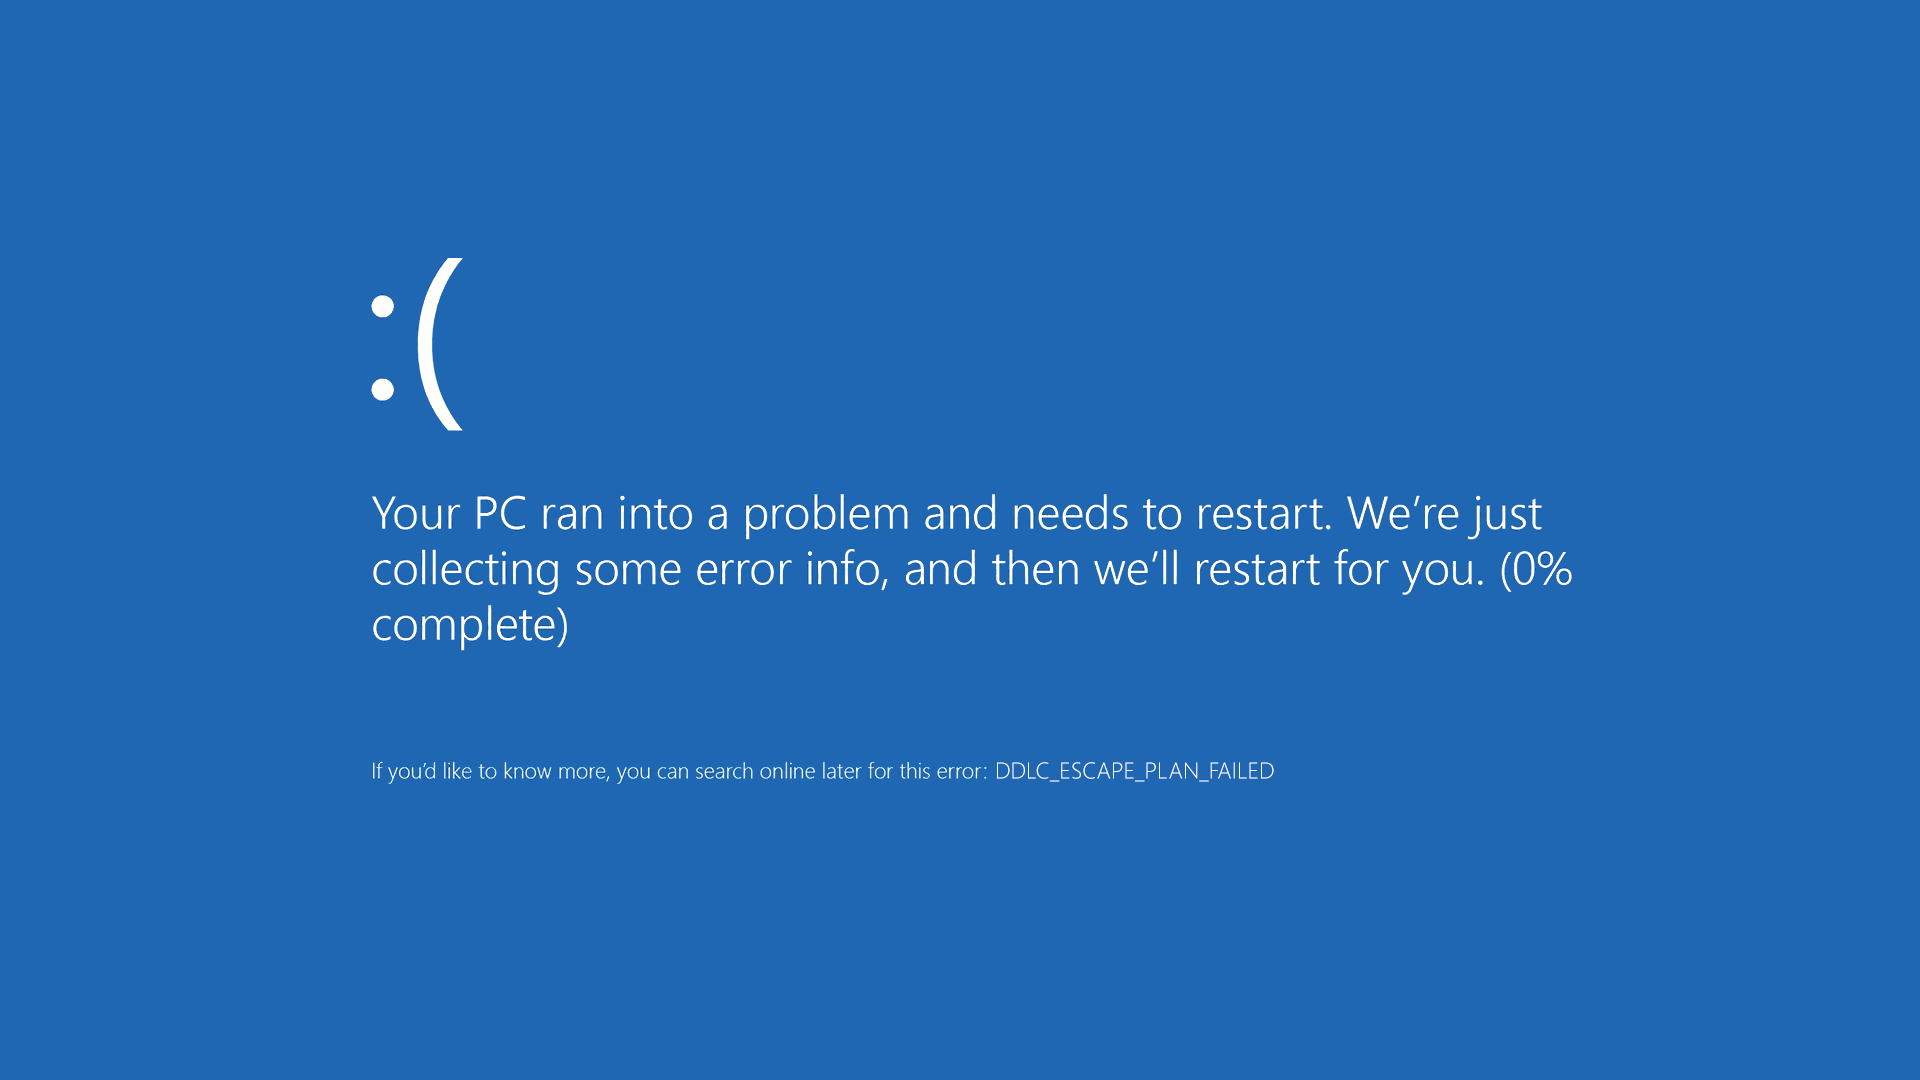 :(
Your PC ran into a problem and needs to restart. We’re just
collecting some error info, and then we’ll restart for you. (0%
complete)
If you’d like to know more, you can search online later for this error: DDLC_ESCAPE_PLAN_FAILED